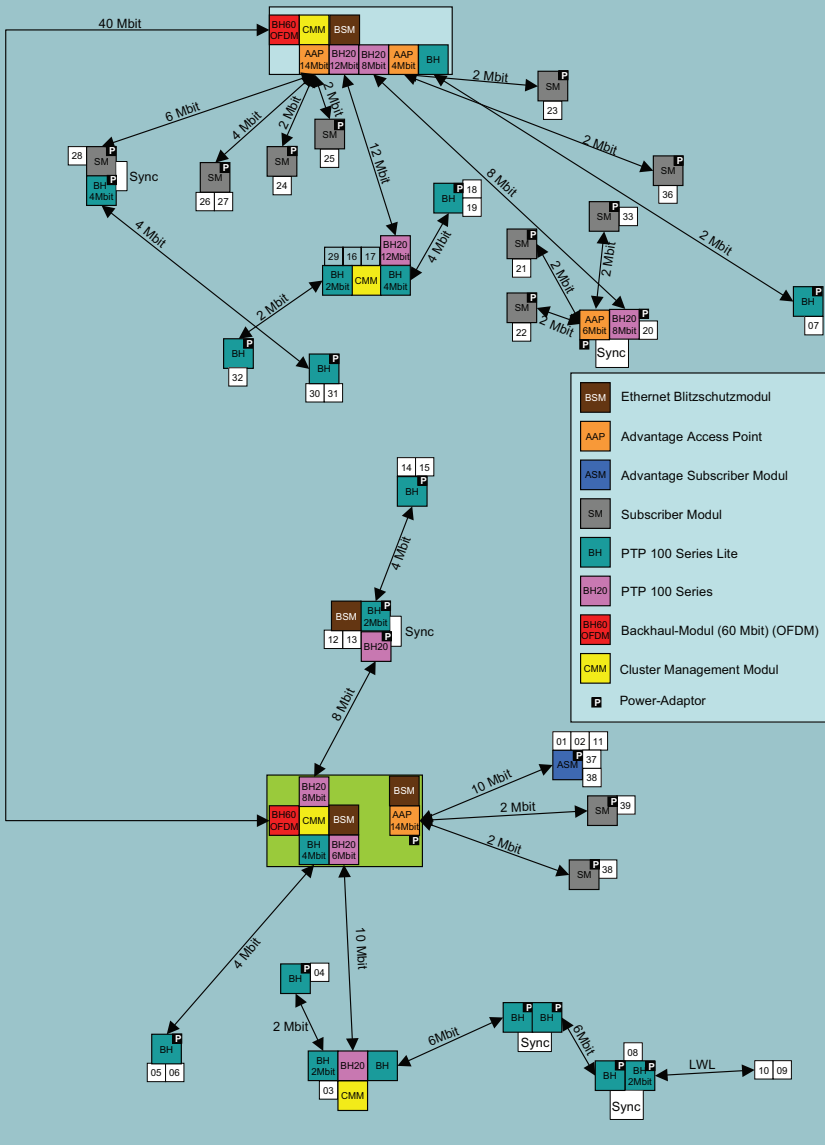 40 Mbit
BH60
OFDM
CMM
BSM
AAP
14Mbit
BH20
12Mbit
BH20
8Mbit
AAP
4Mbit
BH
2 Mbit
P
SM
23
6 Mbit
4 Mbit
2 Mbit
2 Mbit
P
SM
25
28
P
SM
P
BH
4Mbit
Sync
P
SM
26 27
P
SM
24
12 Mbit
8 Mbit
2 Mbit
P
SM
36
P
BH
18
19
4 Mbit
P
SM
33
2 Mbit
4 Mbit
29 16 17
BH20
12Mbit
BH
2Mbit
CMM
BH
4Mbit
P
SM
21
2 Mbit
2 Mbit
P
BH
07
P
SM
22
2 Mbit
AAP
6Mbit
P
BH20
8Mbit
P
20
Sync
2 Mbit
P
BH
32
P
BH
30 31
BSM
Ethernet Blitzschutzmodul
AAP
Advantage Access Point
ASM
Advantage Subscriber Modul
SM
Subscriber Modul
BH
PTP 100 Series Lite
BH20
PTP 100 Series
BH60
OFDM
Backhaul-Modul (60 Mbit) (OFDM)
CMM
Cluster Management Modul
P
Power-Adaptor
14 15
P
BH
4 Mbit
BSM
P
BH
2Mbit
12 13
P
BH20
Sync
8 Mbit
01 02 11
P
ASM
37
38
10 Mbit
BH20
8Mbit
BSM
BH60
OFDM
CMM
BSM
AAP
14Mbit
P
BH
4Mbit
BH20
6Mbit
2 Mbit
P
SM
39
2 Mbit
P
SM
38
4 Mbit
10 Mbit
P
BH
04
2 Mbit
P
BH
05 06
BH
2Mbit
BH20
BH
03
CMM
6Mbit
P
BH
P
BH
Sync
6Mbit
08
P
BH
P
BH
2Mbit
Sync
LWL
10 09